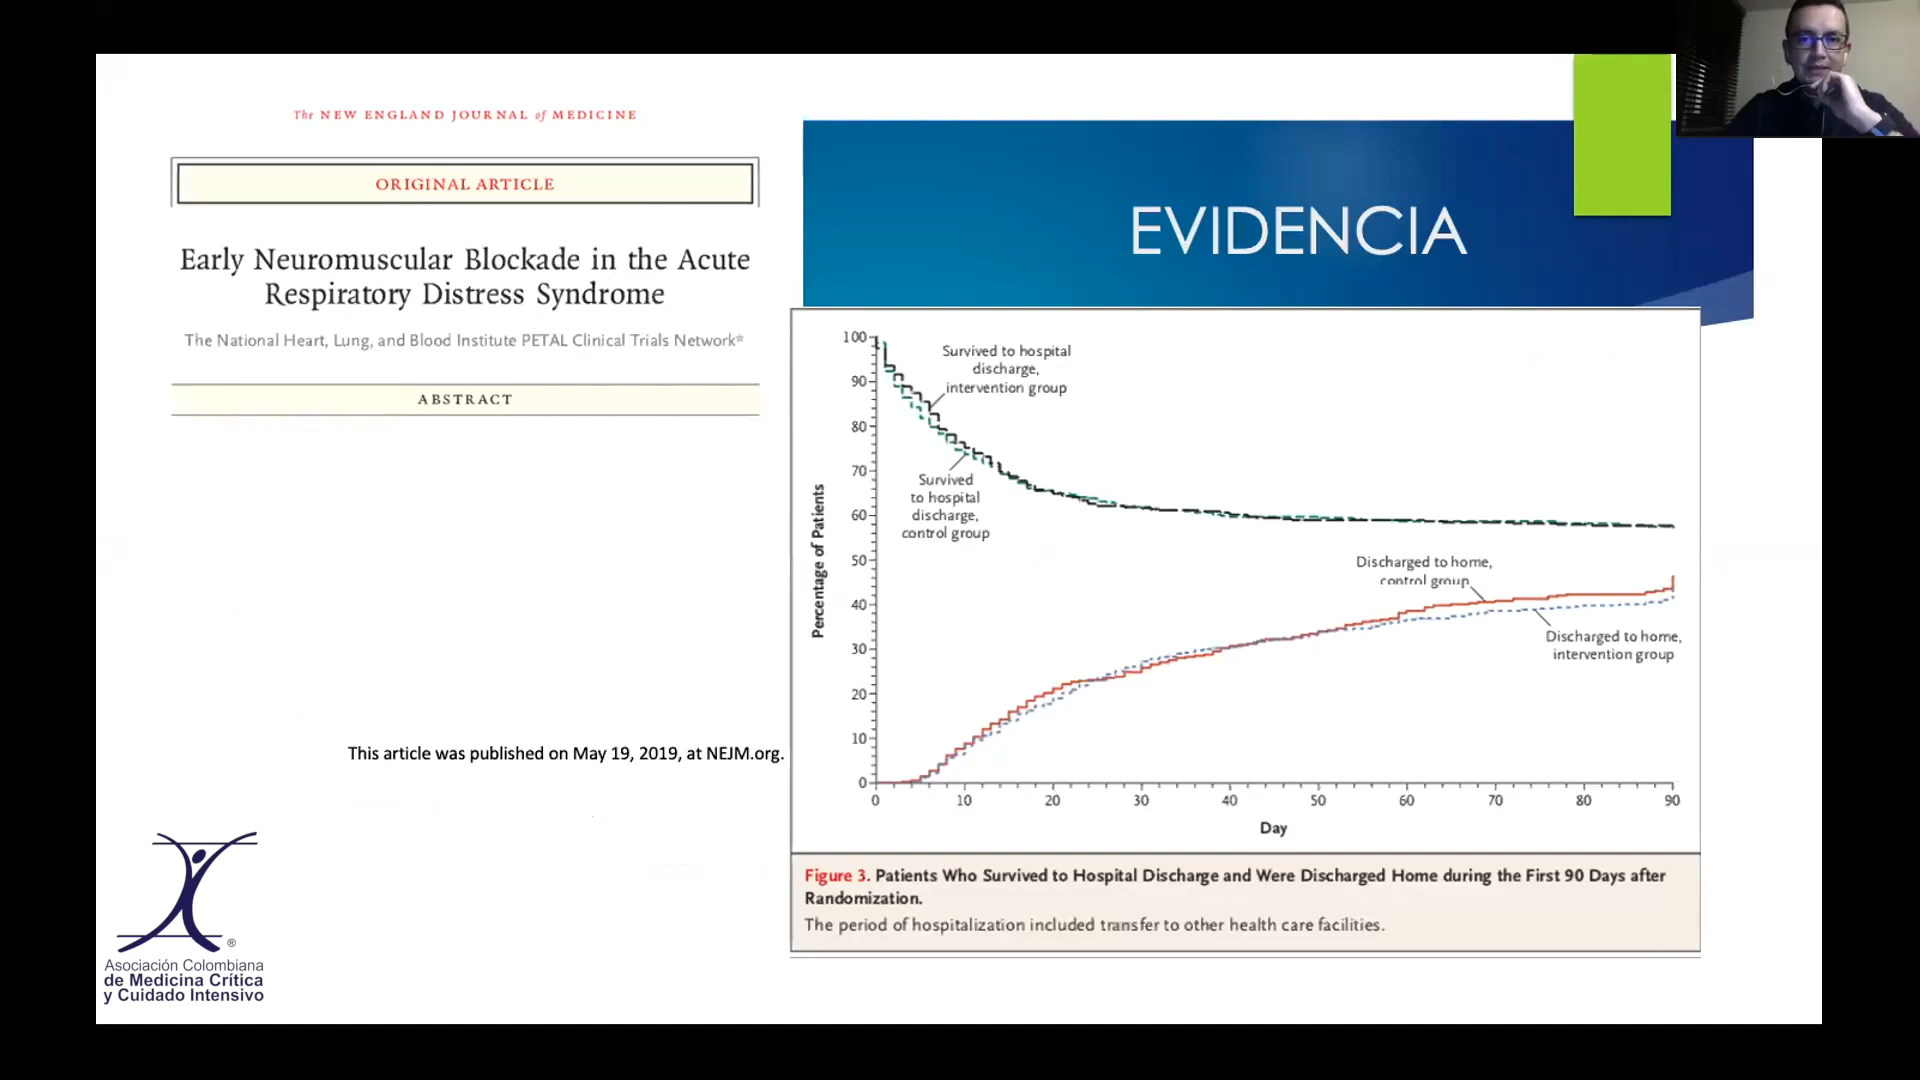 The NEW ENGLAND JOURNAL of MEDICINE
ORIGINAL ARTICLE
Early Neuromuscular Blockade in the Acute
Respiratory Distress Syndrome
The National Heart, Lung, and Blood Institute PETAL Clinical Trials Network*
ABSTRACT
This article was published on May 19, 2019, at NEJM.org.
®
Asociación Colombiana
de Medicina Crítica
y Cuidado Intensivo
EVIDENCIA
Percentage of Patients
100
90
80
70
60
50
40
30
20
10
0
Survived to hospital
discharge,
intervention group
Survived
to hospital
discharge,
control group
Discharged to home,
control group
Discharged to home,
intervention group
0 10 20 30 40 50 60 70 80 90
Day
Figure 3. Patients Who Survived to Hospital Discharge and Were Discharged Home during the First 90 Days after
Randomization.
The period of hospitalization included transfer to other health care facilities.